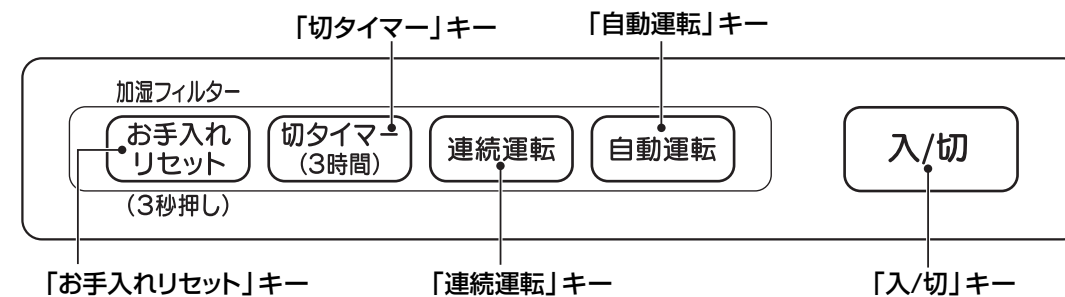 「切タイマー」キー
「自動運転」キー
加湿フィルター
お手入れ
リセット
切タイマー
(3時間)
連続運転
自動運転
入/切
(3秒押し)
「お手入れリセット」キー
「連続運転」キー
「入/切」キー